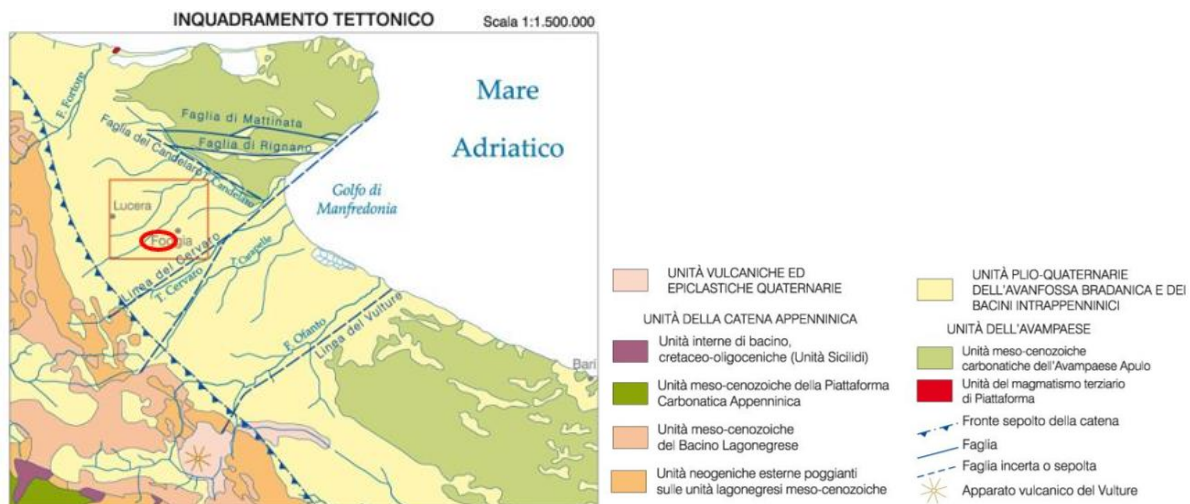 INQUADRAMENTO TETTONICO
Scala 1:1.500.000
Mare
Adriatico
F. Fortore
Faglia di Mattinata
Faglia di Rignano
Faglia del Candelaro
T. Candelaro
Golfo di
Manfredonia
Lucera
Foggia
Linea del Cervaro
T. Cervaro
T. Carapelle
F. Ofanto
Linea del Vulture
Bari
UNITÀ VULCANICHE ED
EPICLASTICHE QUATERNARIE
UNITÀ DELLA CATENA APPENNINICA
Unità interne di bacino,
cretaceo-oligoceniche (Unità Sicilidi)
Unità meso-cenozoiche della Piattaforma
Carbonatica Appenninica
Unità meso-cenozoiche
del Bacino Lagonegrese
Unità neogeniche esterne poggianti
sulle unità lagonegresi meso-cenozoiche
UNITÀ PLIO-QUATERNARIE
DELL'AVANFOSSA BRADANICA E DEI
BACINI INTRAPPENNINICI
UNITÀ DELL'AVAMPAESE
Unità meso-cenozoiche
carbonatiche dell'Avampaese Apulo
Unità del magmatismo terziario
di Piattaforma
Fronte sepolto della catena
Faglia
Faglia incerta o sepolta
Apparato vulcanico del Vulture